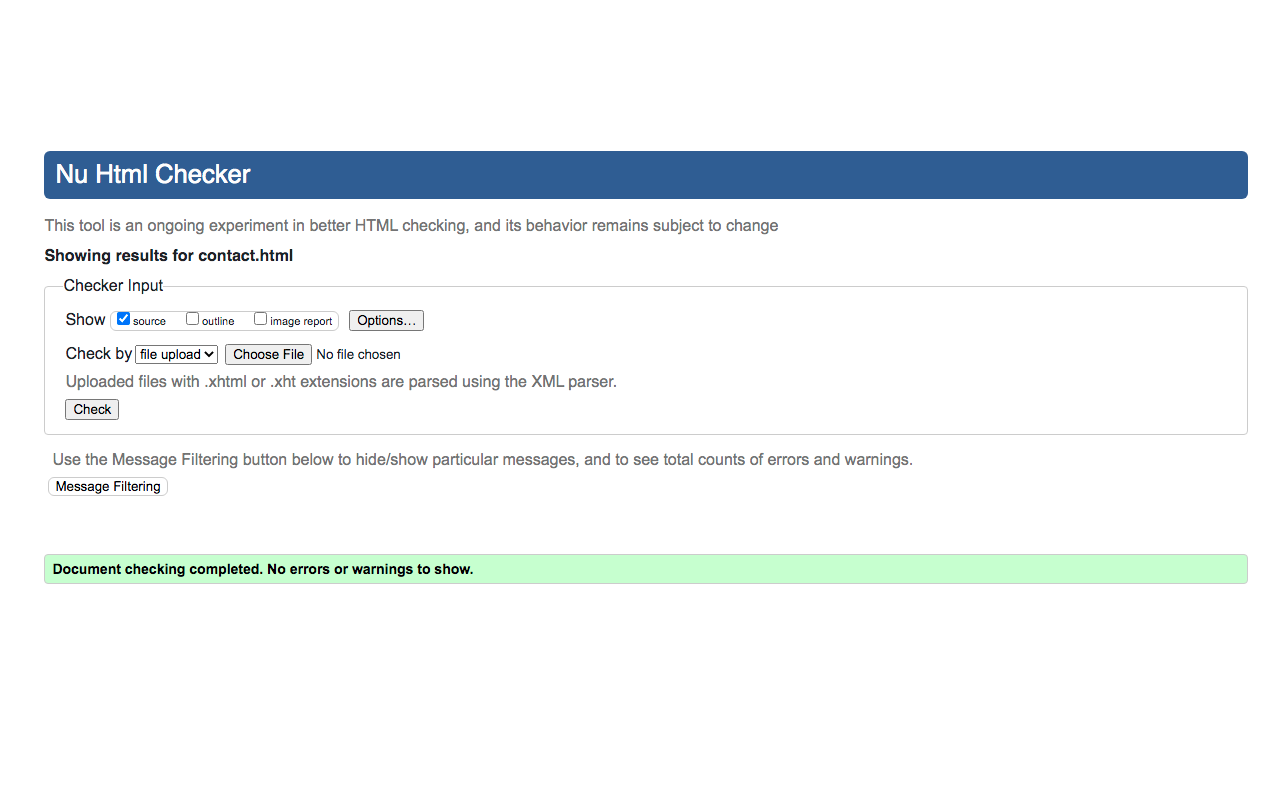 Nu Html Checker
This tool is an ongoing experiment in better HTML checking, and its behavior remains subject to change
Showing results for contact.html
Checker Input
Show source outline image report Options...
Check by file upload Choose File No file chosen
Uploaded files with .xhtml or .xht extensions are parsed using the XML parser.
Check
Use the Message Filtering button below to hide/show particular messages, and to see total counts of errors and warnings.
Message Filtering
Document checking completed. No errors or warnings to show.